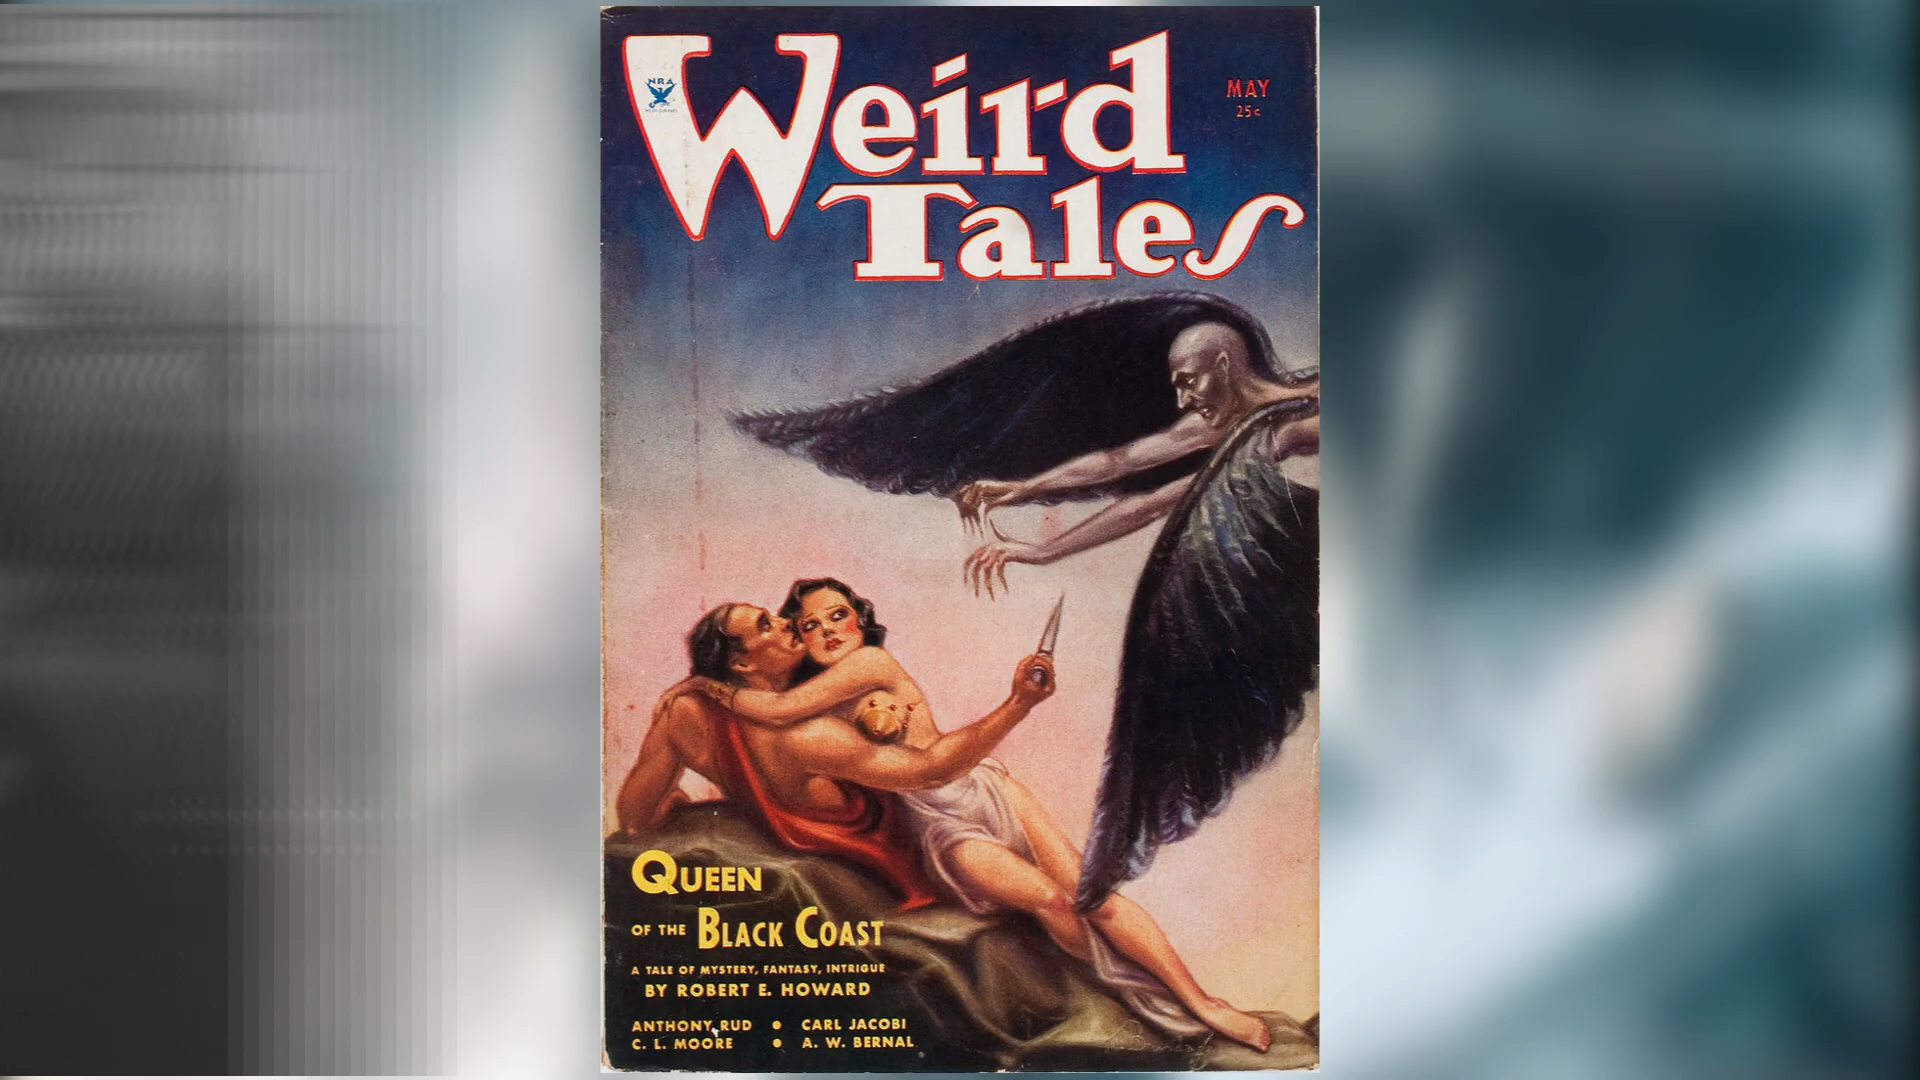 Weird
Tales
NRA
MAY
25c
QUEEN
OF THE BLACK COAST
A TALE OF MYSTERY, FANTASY, INTRIGUE
BY ROBERT E. HOWARD
ANTHONY RUD • CARL JACOBI
C. L. MOORE • A. W. BERNAL